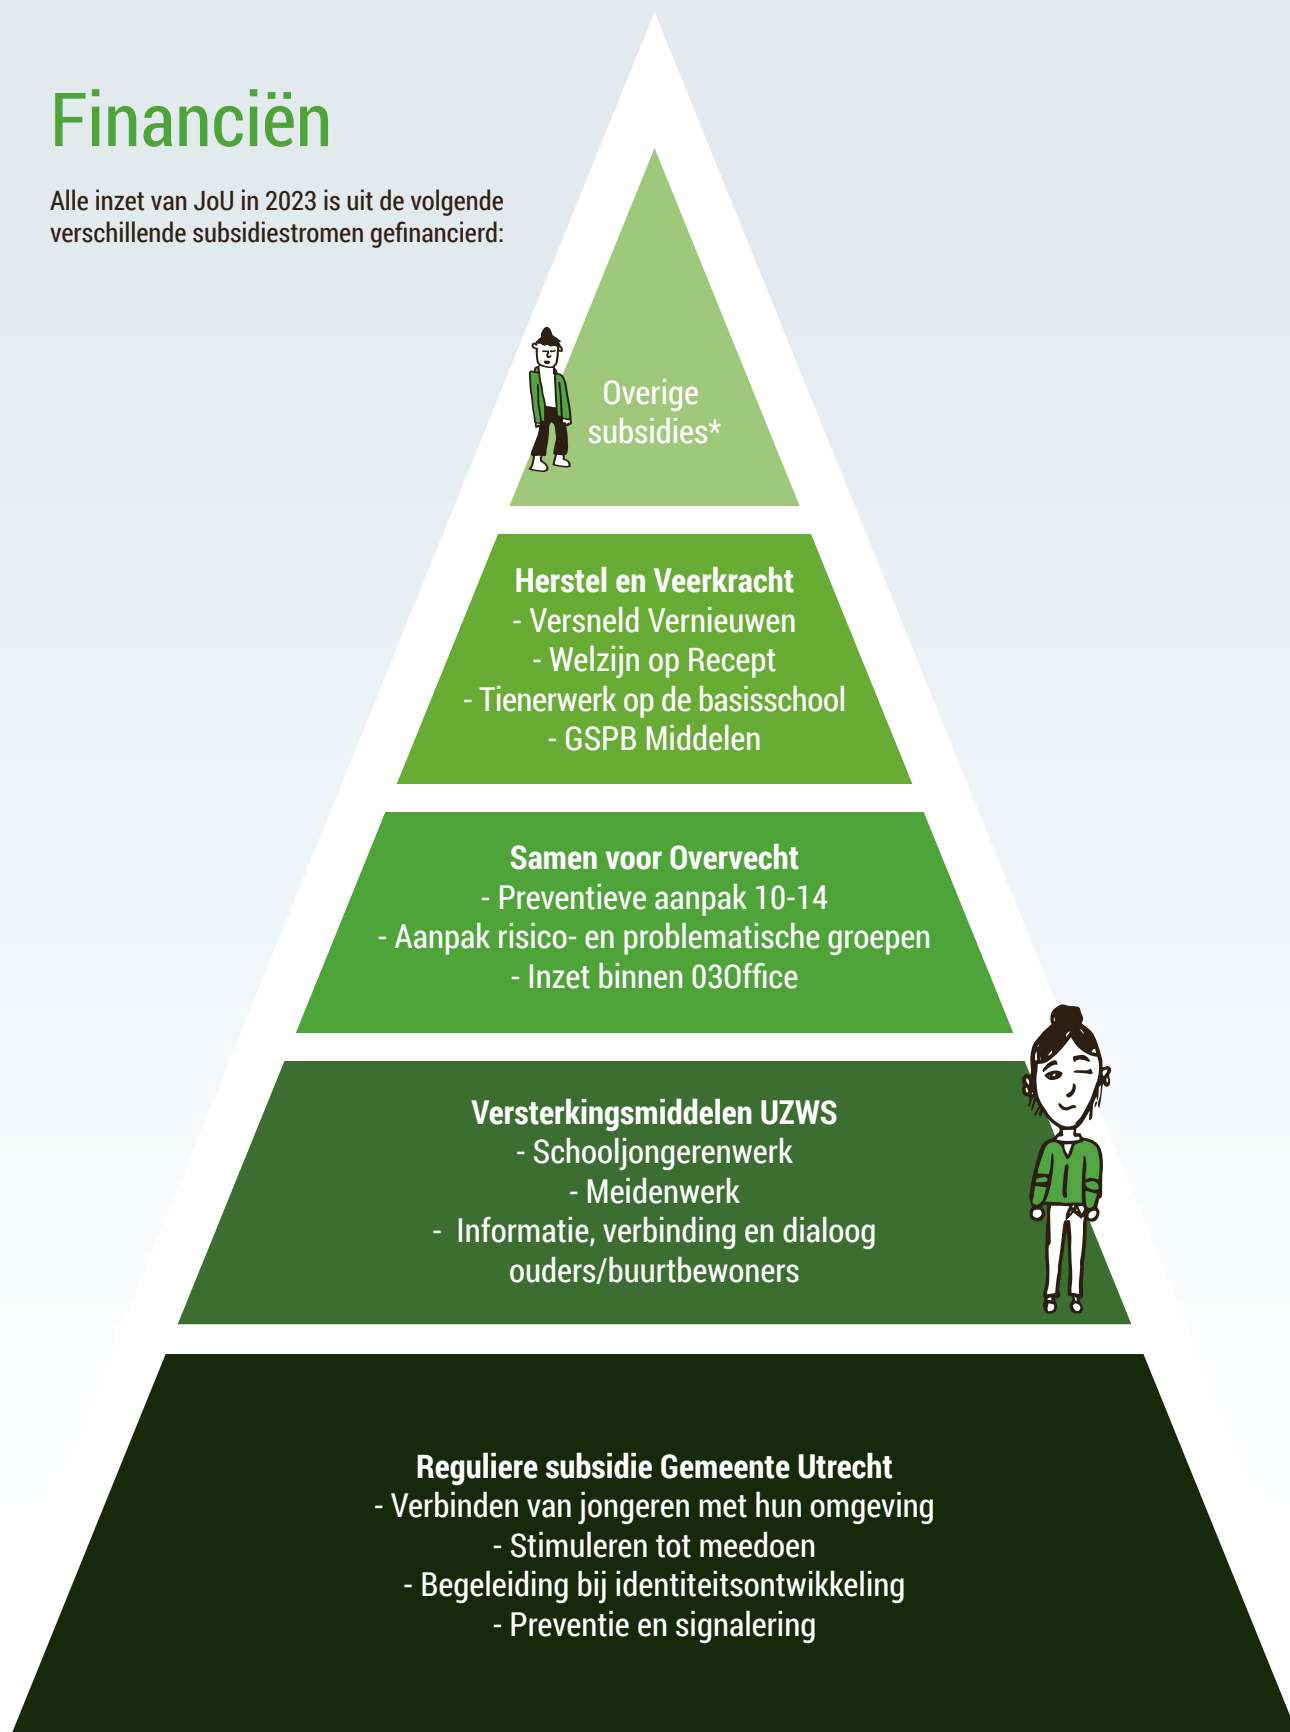 Financiën
Alle inzet van JoU in 2023 is uit de volgende
verschillende subsidiestromen gefinancierd:
Overige
subsidies*
Herstel en Veerkracht
- Versneld Vernieuwen
- Welzijn op Recept
- Tienerwerk op de basisschool
- GSPB Middelen
Samen voor Overvecht
- Preventieve aanpak 10-14
- Aanpak risico- en problematische groepen
- Inzet binnen 03Office
Versterkingsmiddelen UZWS
- Schooljongerenwerk
- Meidenwerk
- Informatie, verbinding en dialoog
ouders/buurtbewoners
Reguliere subsidie Gemeente Utrecht
- Verbinden van jongeren met hun omgeving
- Stimuleren tot meedoen
- Begeleiding bij identiteitsontwikkeling
- Preventie en signalering